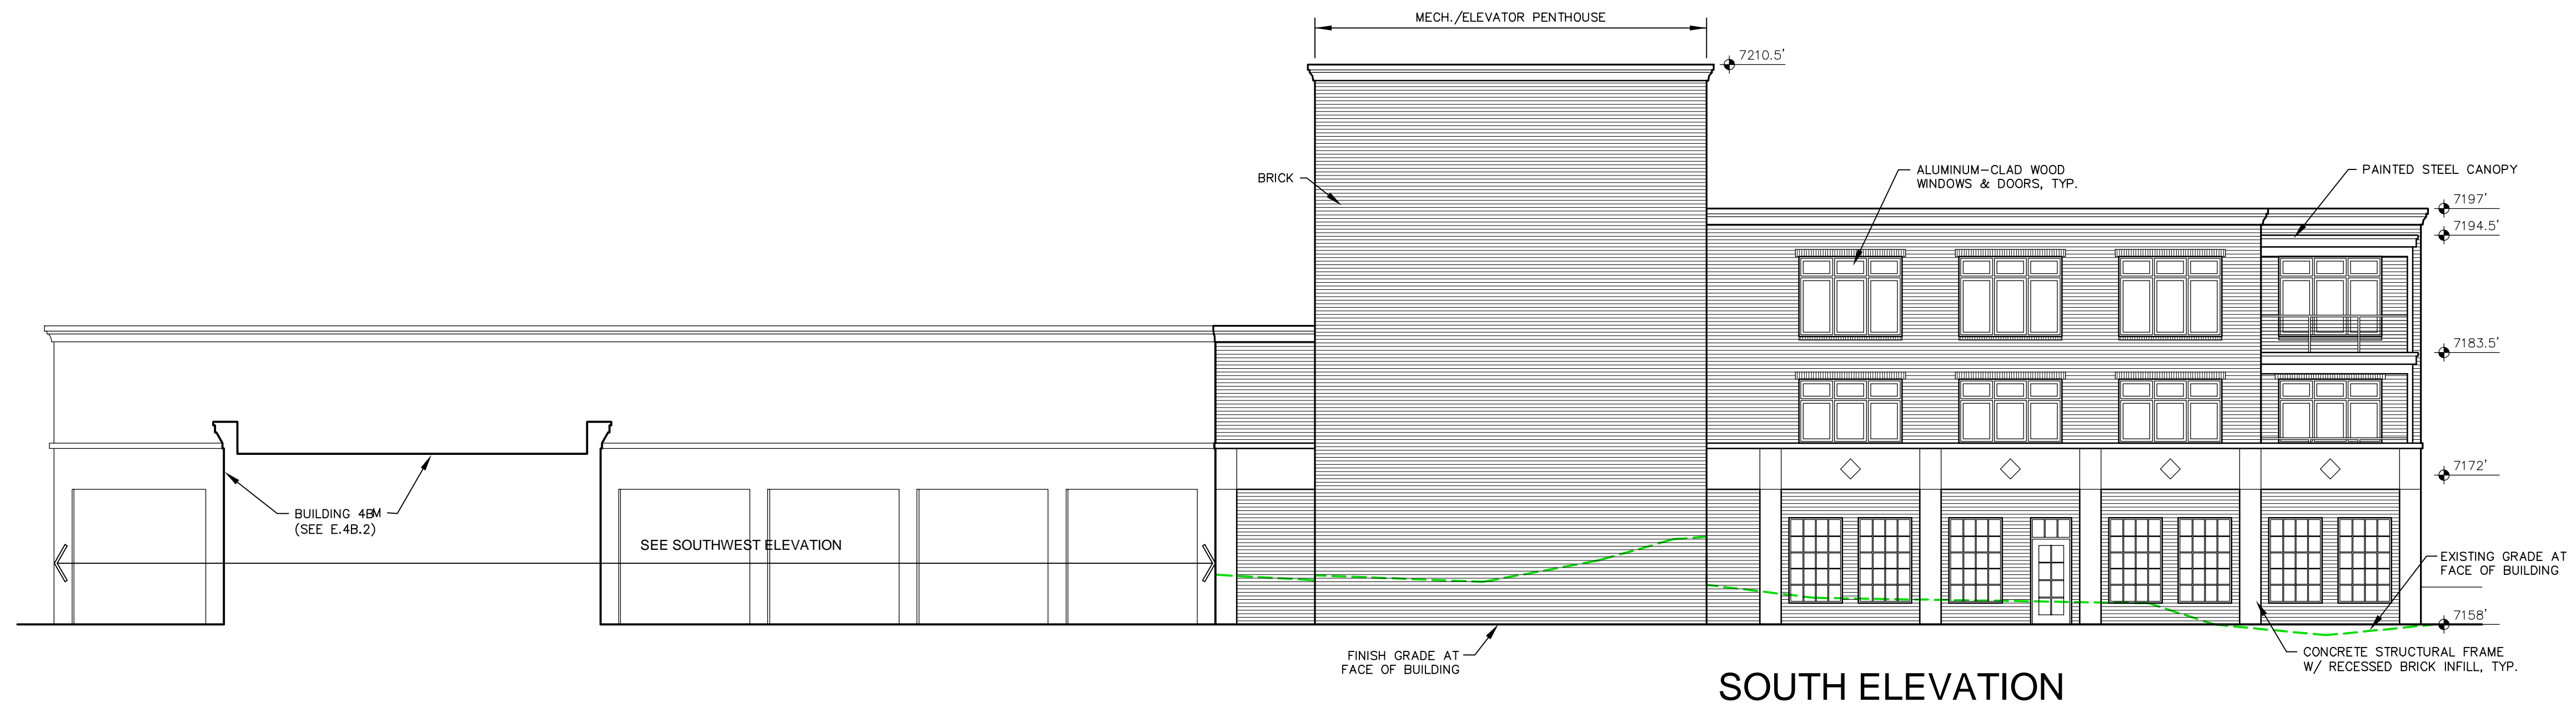 MECH./ELEVATOR PENTHOUSE
7210.5'
BRICK
ALUMINUM-CLAD WOOD
WINDOWS & DOORS, TYP.
PAINTED STEEL CANOPY
7197'
7194.5'
7183.5'
7172'
BUILDING 4BM
(SEE E.4B.2)
SEE SOUTHWEST ELEVATION
EXISTING GRADE AT
FACE OF BUILDING
7158'
FINISH GRADE AT
FACE OF BUILDING
CONCRETE STRUCTURAL FRAME
W/ RECESSED BRICK INFILL, TYP.
SOUTH ELEVATION